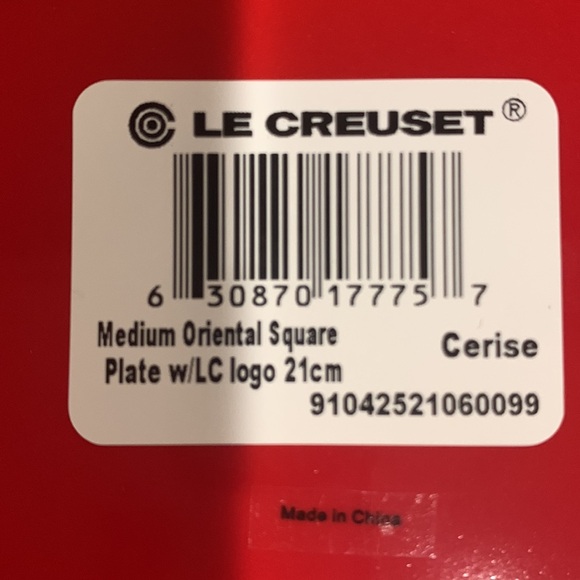 LE CREUSET®
6 30870 17775 7
Medium Oriental Square
Plate w/LC logo 21cm
Cerise
91042521060099
Made in China